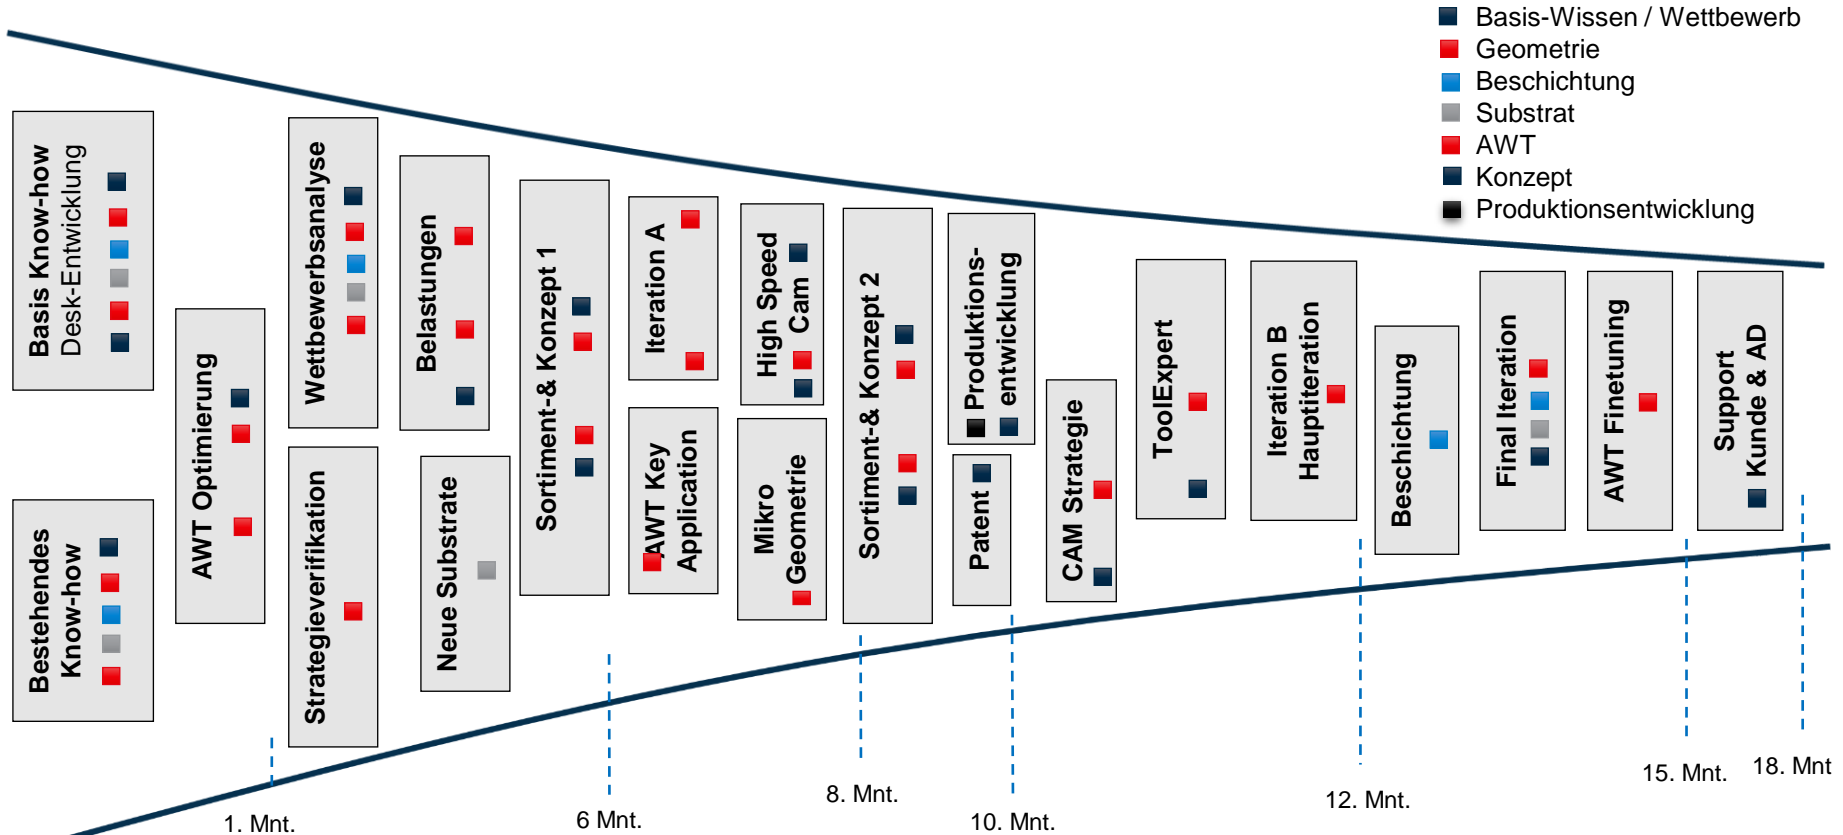 Basis-Wissen / Wettbewerb
Geometrie
Beschichtung
Substrat
AWT
Konzept
Produktionsentwicklung
Basis Know-how
Desk-Entwicklung
Bestehendes
Know-how
AWT Optimierung
Wettbewerbsanalyse
Strategieverifikation
Belastungen
Neue Substrate
Sortiment-& Konzept 1
Iteration A
AWT Key
Application
High Speed
Cam
Mikro
Geometrie
Sortiment-& Konzept 2
Produktions-
entwicklung
Patent
CAM Strategie
ToolExpert
Iteration B
Hauptiteration
Beschichtung
Final Iteration
AWT Finetuning
Support
Kunde & AD
1. Mnt.
6 Mnt.
8. Mnt.
10. Mnt.
12. Mnt.
15. Mnt.
18. Mnt